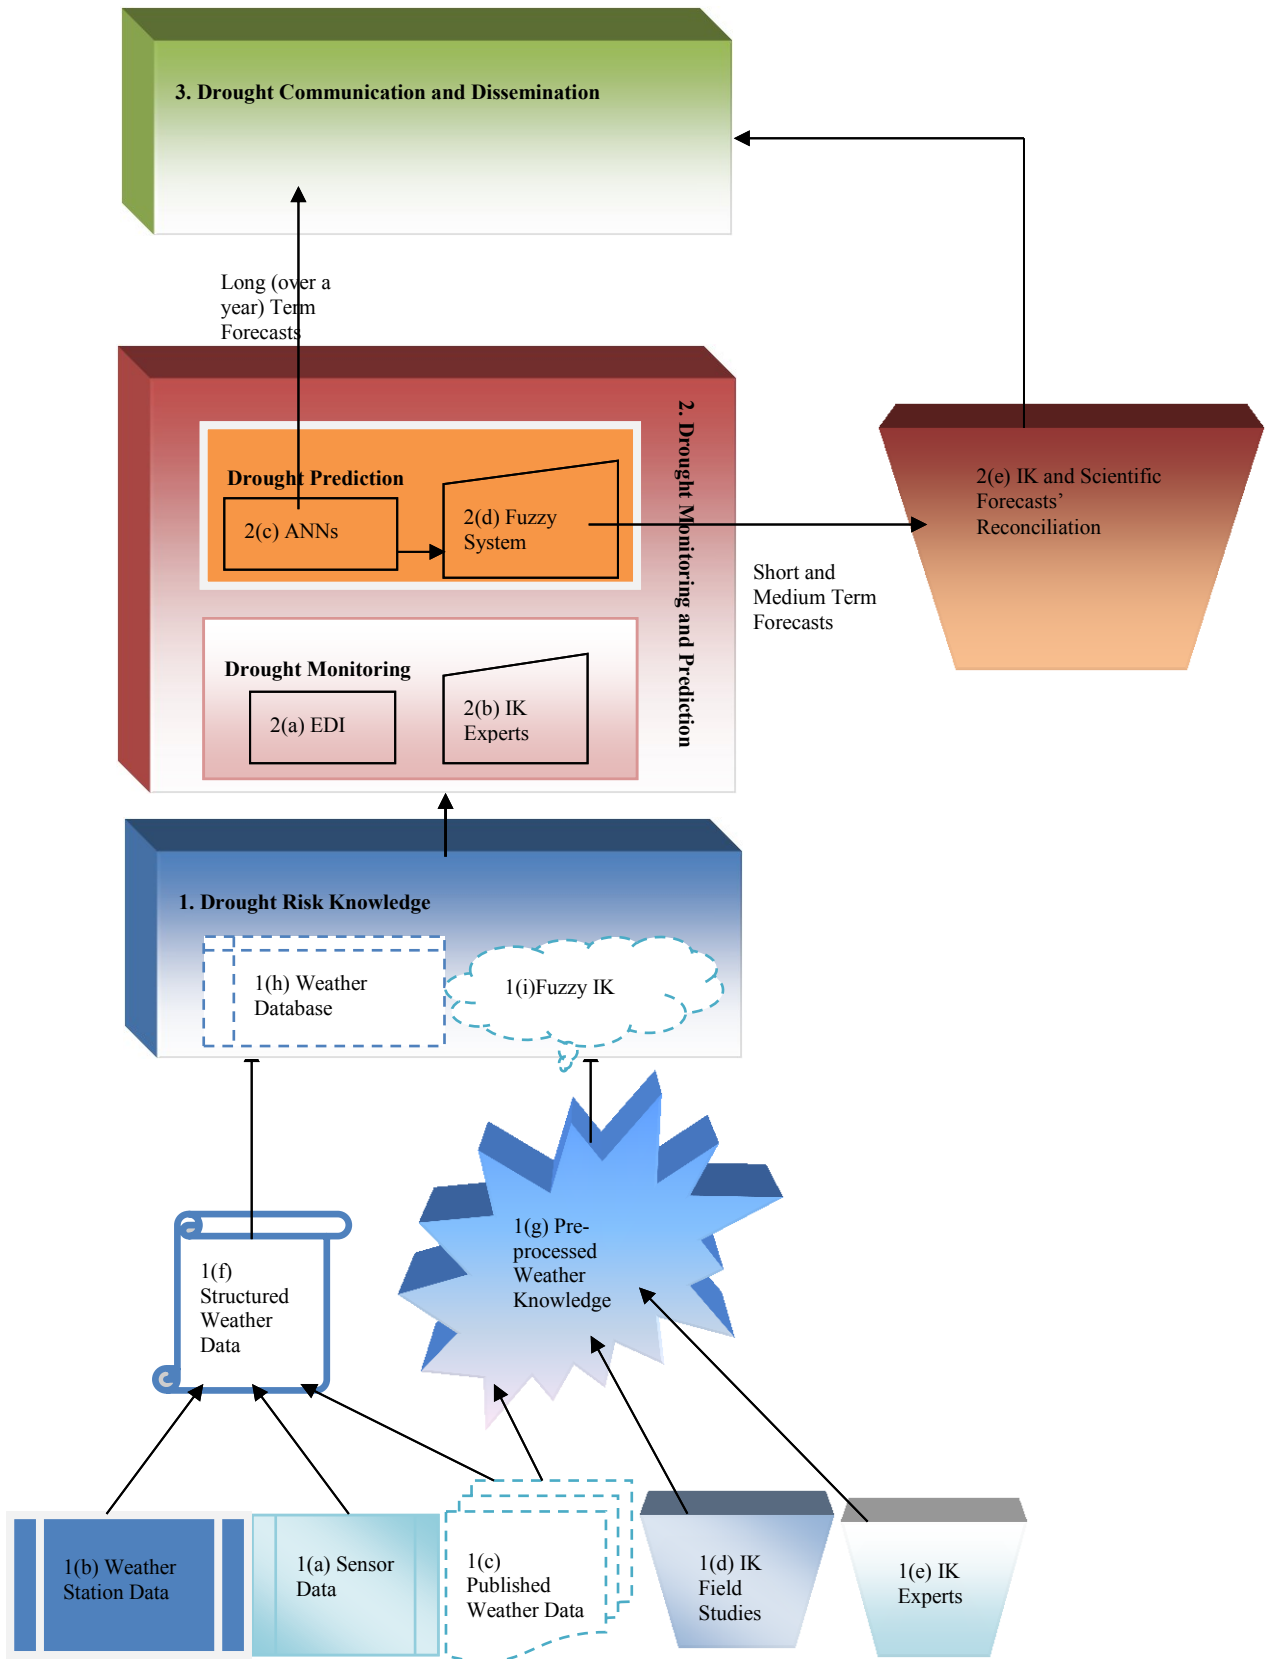 3. Drought Communication and Dissemination
Long (over a
year) Term
Forecasts
2. Drought Monitoring and Prediction
Drought Prediction
2(c) ANNs
2(d) Fuzzy
System
2(e) IK and Scientific
Forecasts’
Reconciliation
Short and
Medium Term
Forecasts
Drought Monitoring
2(a) EDI
2(b) IK
Experts
1. Drought Risk Knowledge
1(h) Weather
Database
1(i)Fuzzy IK
1(f)
Structured
Weather
Data
1(g) Pre-
processed
Weather
Knowledge
1(b) Weather
Station Data
1(a) Sensor
Data
1(c)
Published
Weather Data
1(d) IK
Field
Studies
1(e) IK
Experts